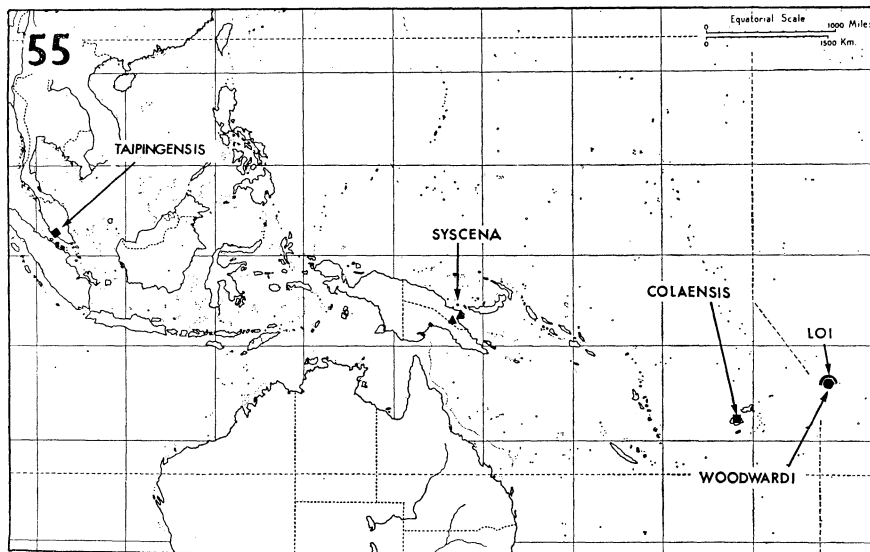 55
Equatorial Scale
0 1000 Miles
0 1500 Km.
TAIPINGENSIS
SYSCENA
COLAENSIS
LOI
WOODWARDI